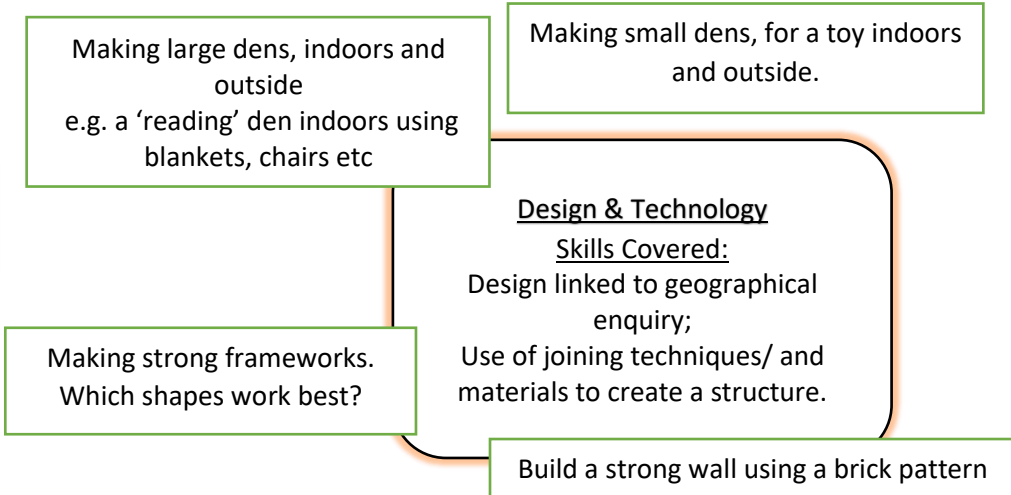 Making large dens, indoors and
outside
e.g. a ‘reading’ den indoors using
blankets, chairs etc
Making small dens, for a toy indoors
and outside.
Design & Technology
Skills Covered:
Design linked to geographical
enquiry;
Use of joining techniques/ and
materials to create a structure.
Making strong frameworks.
Which shapes work best?
Build a strong wall using a brick pattern